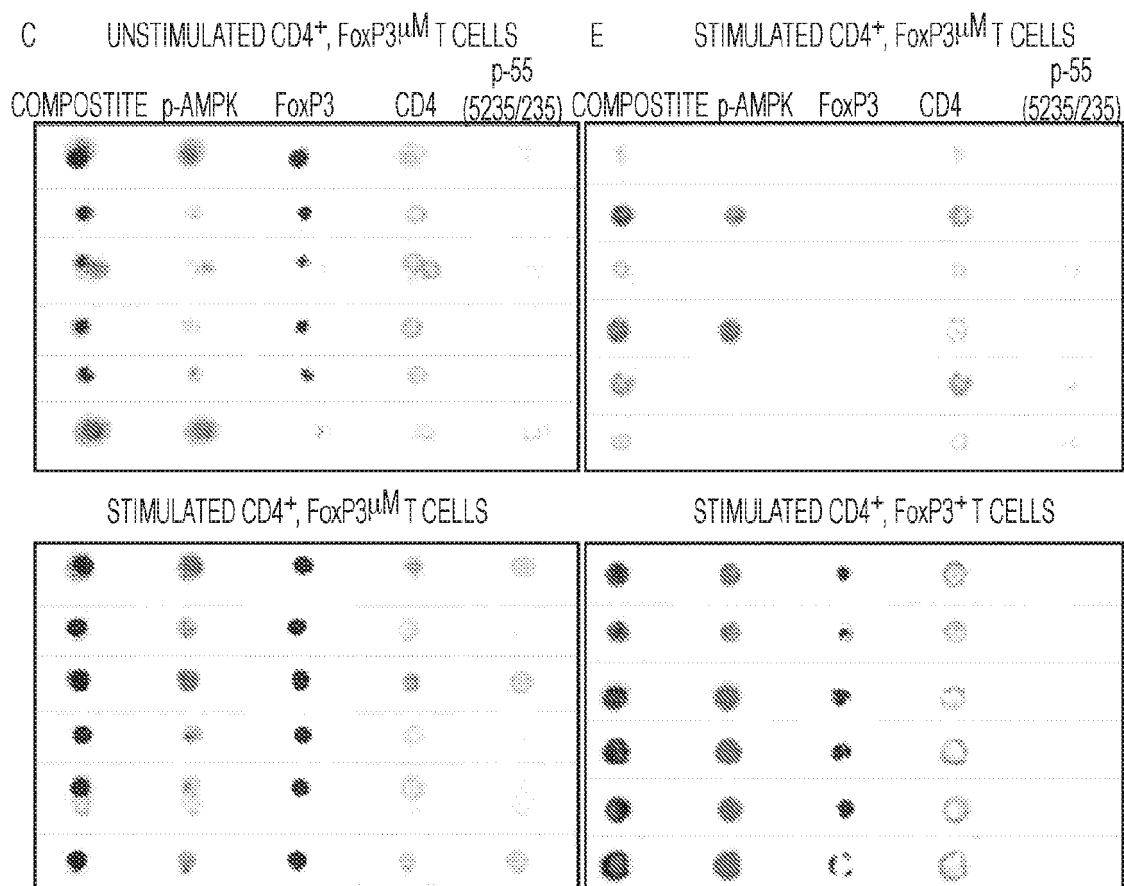 C UNSTIMULATED CD4⁺, FoxP3μM T CELLS
COMPOSTITE p-AMPK FoxP3 CD4 p-55 (5235/235)
E STIMULATED CD4⁺, FoxP3μM T CELLS
COMPOSTITE p-AMPK FoxP3 CD4 p-55 (5235/235)
STIMULATED CD4⁺, FoxP3μM T CELLS
STIMULATED CD4⁺, FoxP3⁺ T CELLS